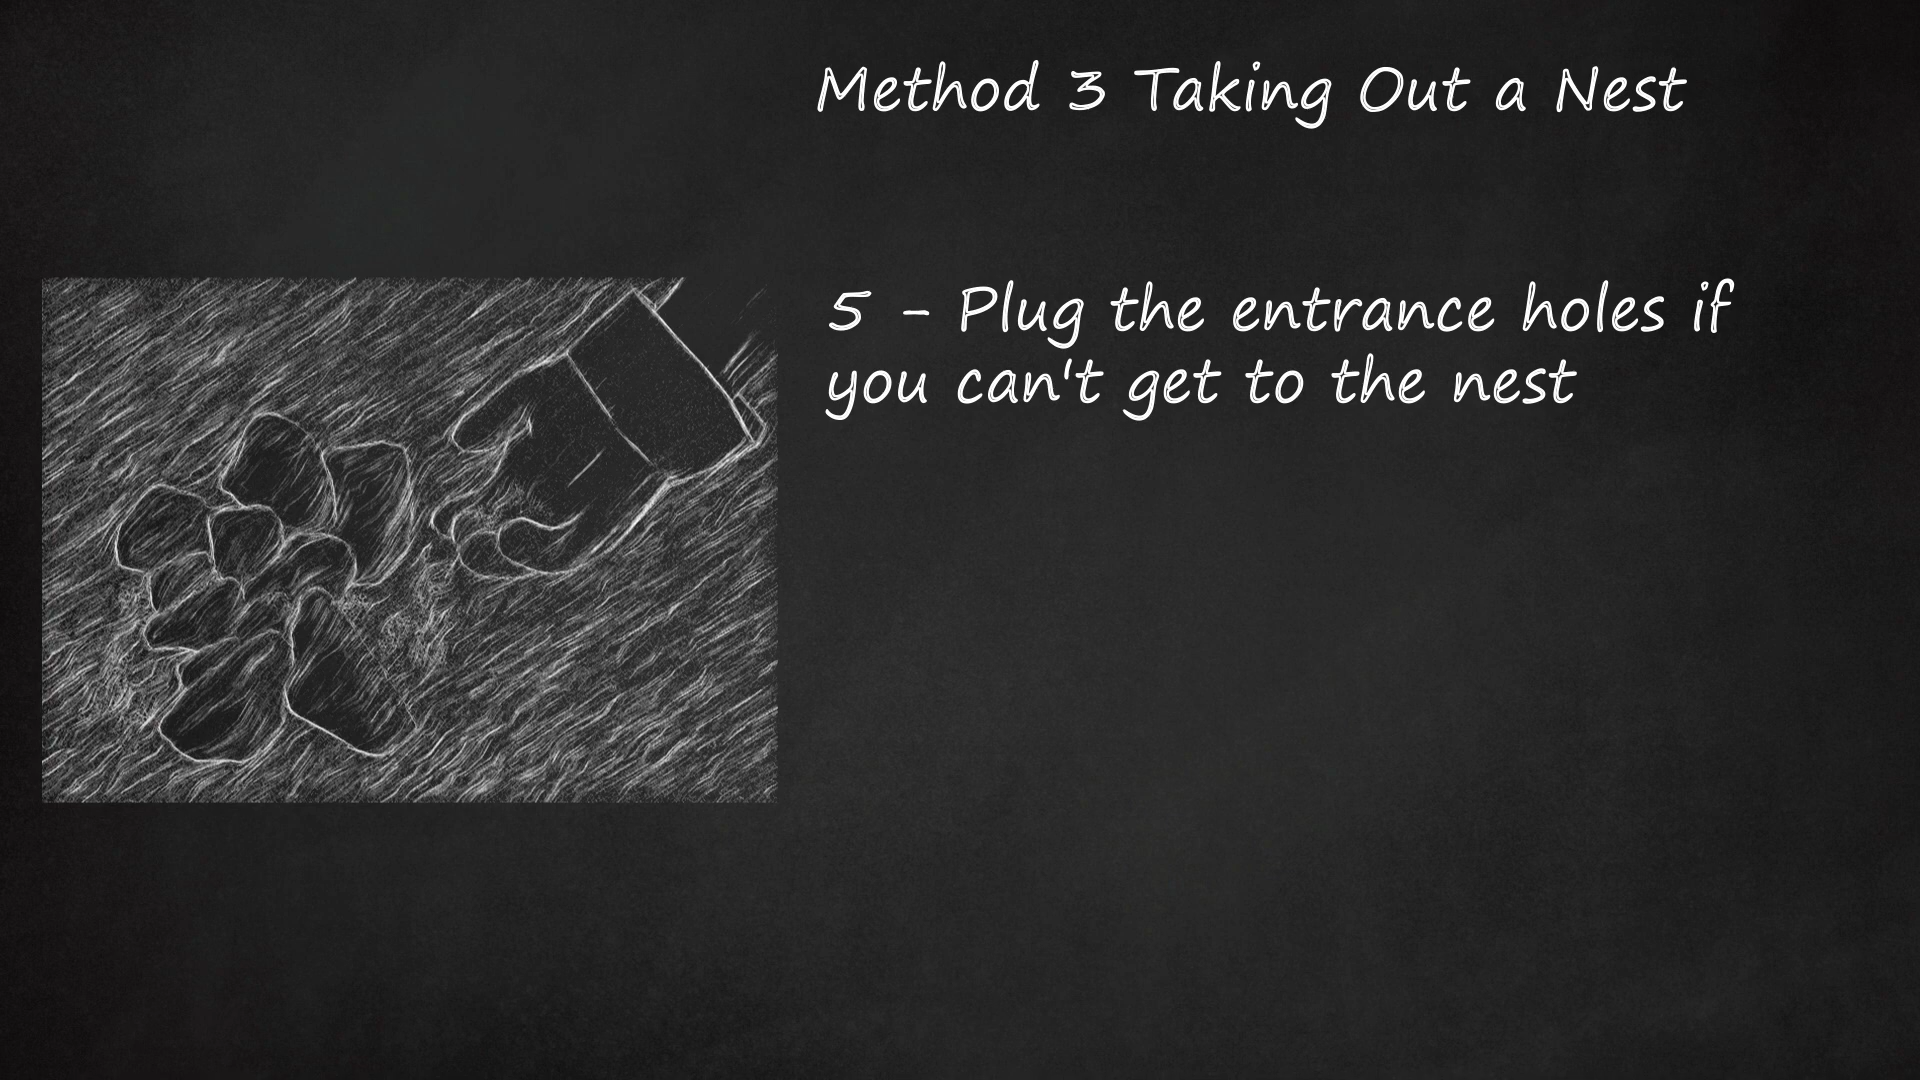 Method 3 Taking Out a Nest
5 - Plug the entrance holes if
you can't get to the nest